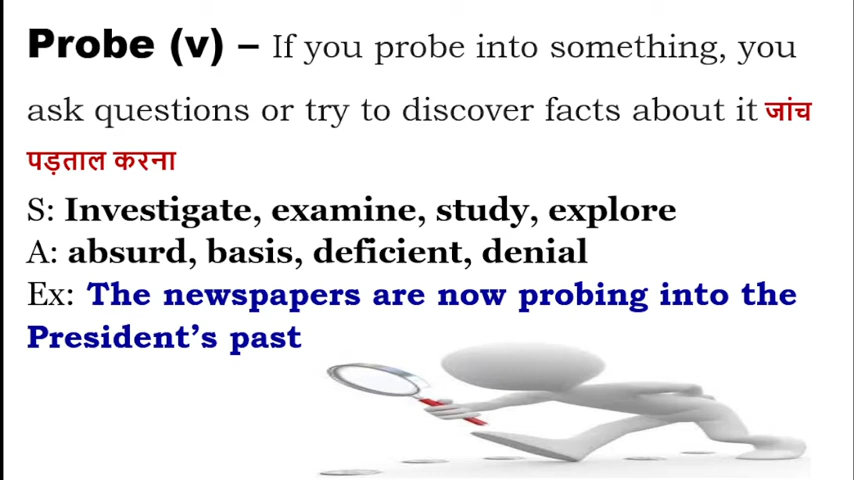 Probe (v) – If you probe into something, you
ask questions or try to discover facts about it जांच
पड़ताल करना
S: Investigate, examine, study, explore
A: absurd, basis, deficient, denial
Ex: The newspapers are now probing into the
President’s past